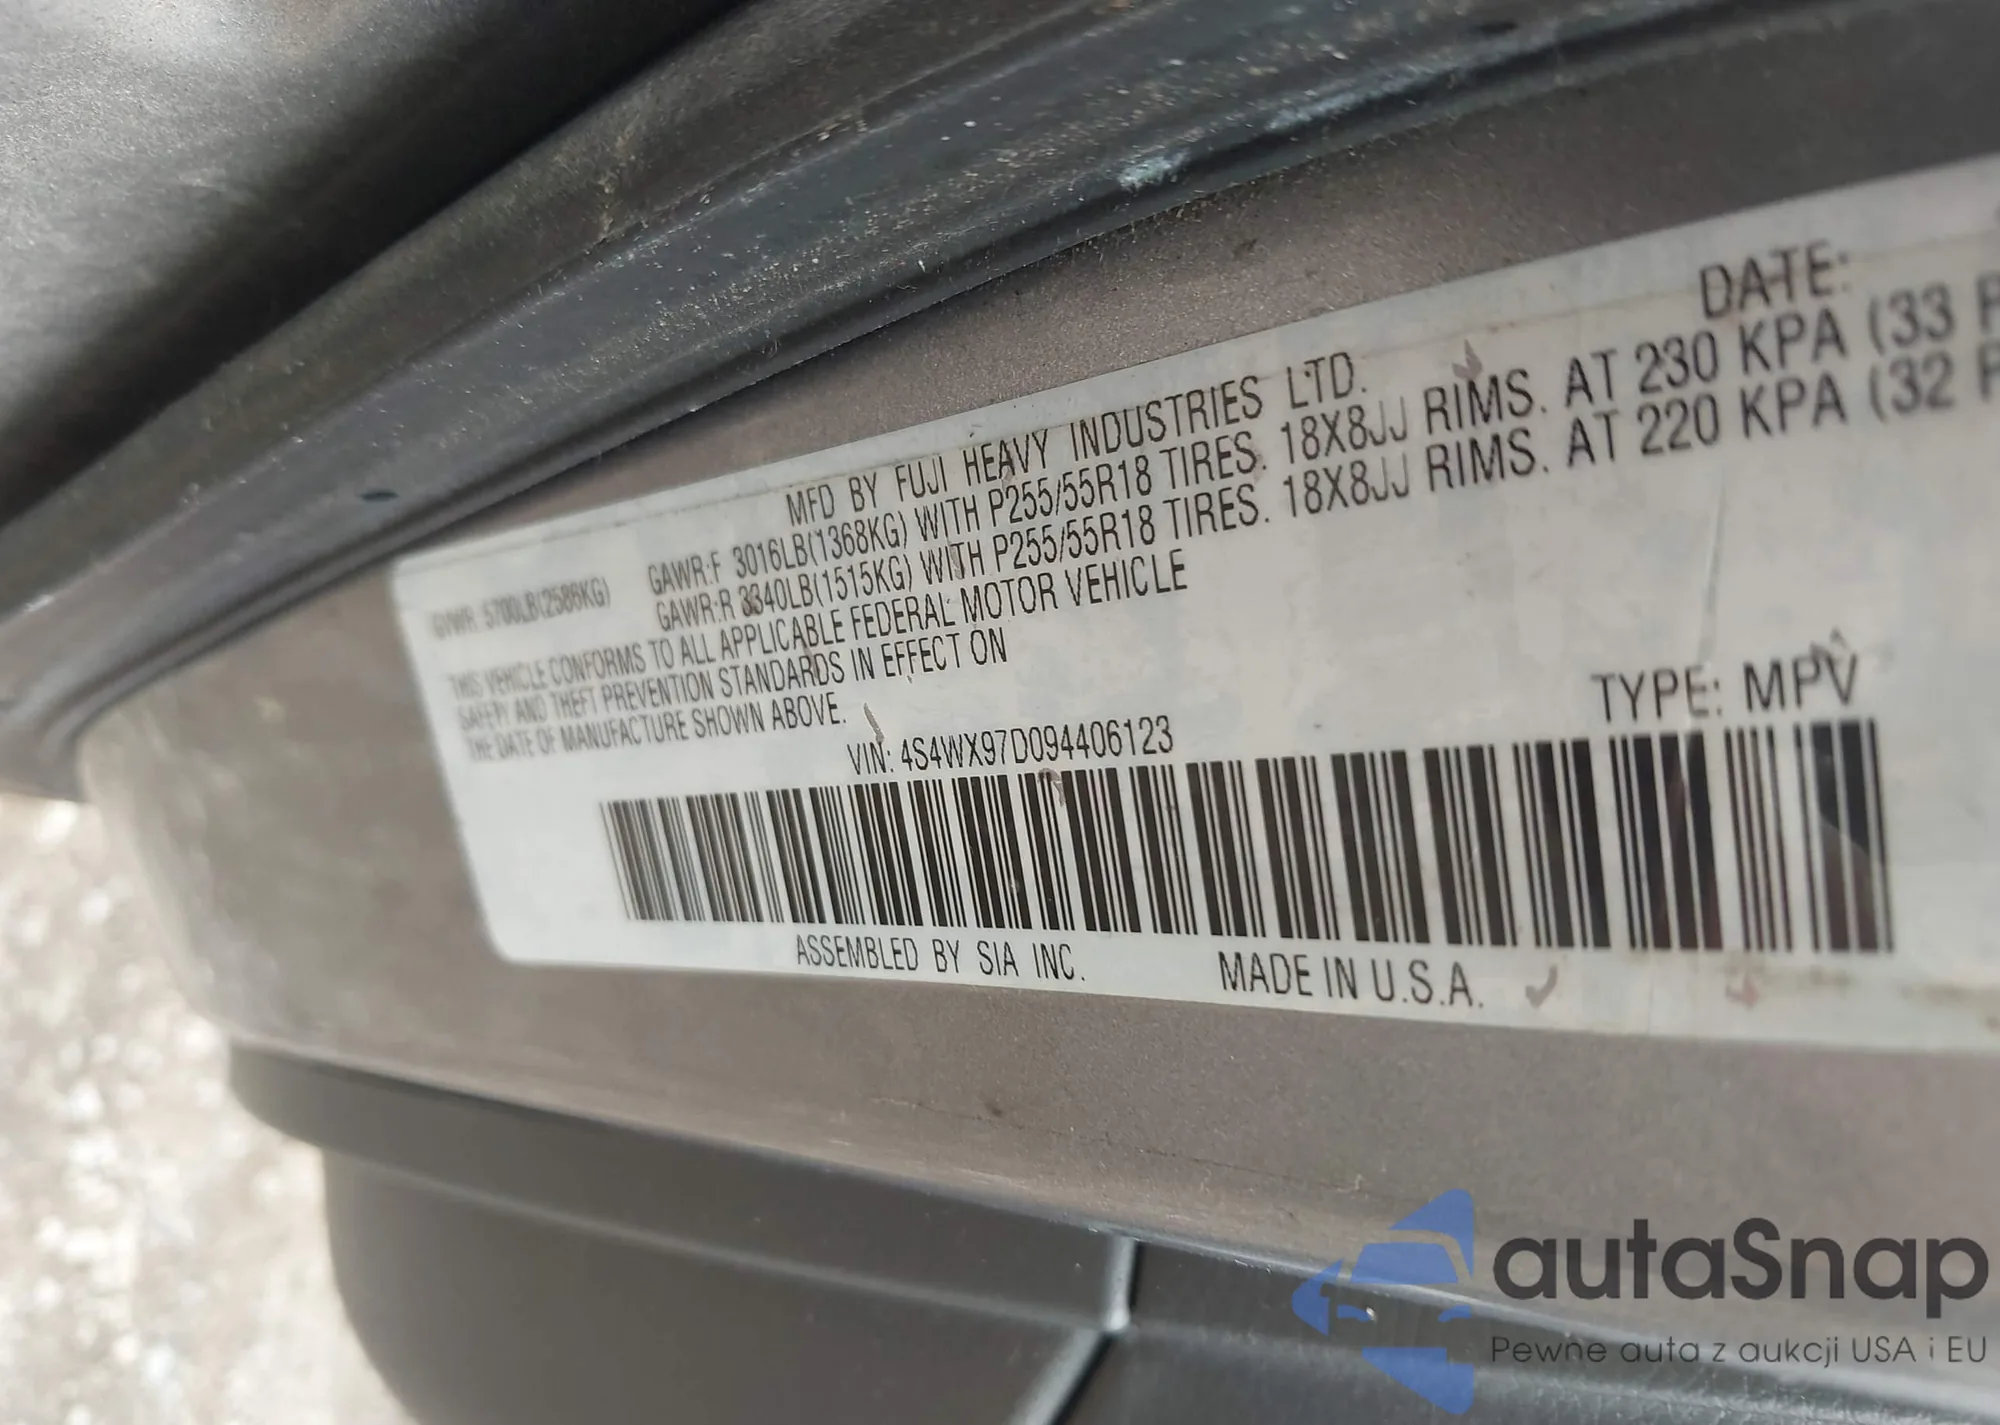 MFD BY FUJI HEAVY INDUSTRIES LTD. DATE:
GVWR: 5700LB(2586KG) GAWR:F 3016LB(1368KG) WITH P255/55R18 TIRES. 18X8JJ RIMS. AT 230 KPA (33
GAWR:R 3340LB(1515KG) WITH P255/55R18 TIRES. 18X8JJ RIMS. AT 220 KPA (32
THIS VEHICLE CONFORMS TO ALL APPLICABLE FEDERAL MOTOR VEHICLE
SAFETY AND THEFT PREVENTION STANDARDS IN EFFECT ON
THE DATE OF MANUFACTURE SHOWN ABOVE.
VIN: 4S4WX97D094406123 TYPE: MPV
ASSEMBLED BY SIA INC. MADE IN U.S.A.
autaSnap
Pewne auta z aukcji USA i EU